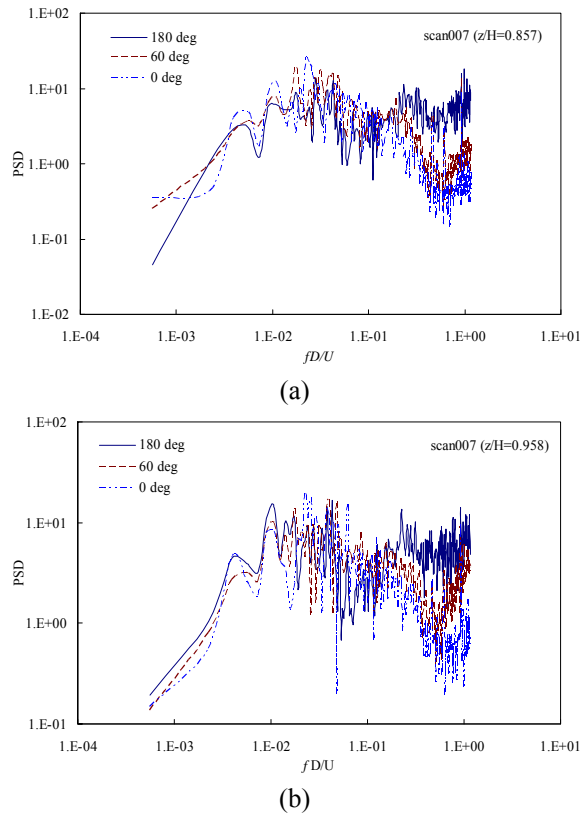 1.E+02
180 deg
scan007 (z/H=0.857)
60 deg
1.E+01
0 deg
1.E+00
PSD
1.E-01
1.E-02
1.E-04 1.E-03 1.E-02 1.E-01 1.E+00 1.E+01
fD/U
(a)
1.E+02
180 deg
scan007 (z/H=0.958)
60 deg
0 deg
1.E+01
PSD
1.E+00
1.E-01
1.E-04 1.E-03 1.E-02 1.E-01 1.E+00 1.E+01
f D/U
(b)